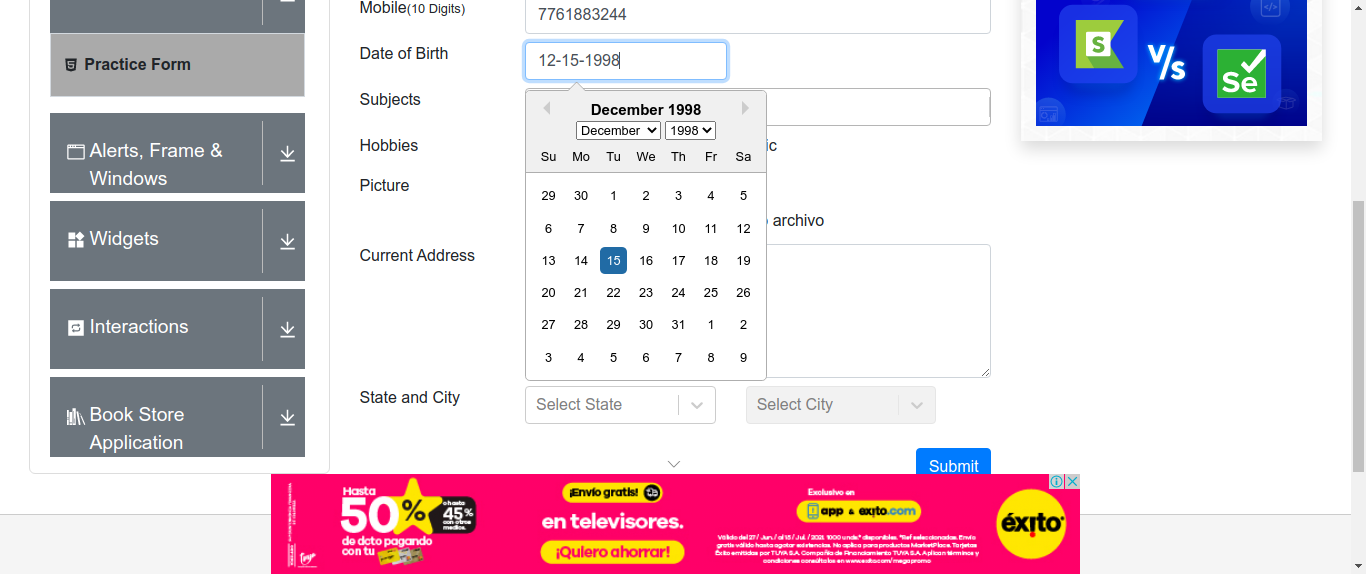 Mobile(10 Digits)
7761883244
Practice Form
Date of Birth
12-15-1998
Subjects
December 1998
December 1998
Su Mo Tu We Th Fr Sa
29 30 1 2 3 4 5
6 7 8 9 10 11 12
13 14 15 16 17 18 19
20 21 22 23 24 25 26
27 28 29 30 31 1 2
3 4 5 6 7 8 9
Hobbies
ic
Picture
archivo
Current Address
State and City
Select State
Select City
Submit
Alerts, Frame &
Windows
Widgets
Interactions
Book Store
Application
S
V/s
Se
Hasta
50%
o hasta
45%
con otros
medios.
de dcto pagando
con tu
¡Envío gratis!
en televisores.
¡Quiero ahorrar!
Exclusivo en
app & exito.com
éxito